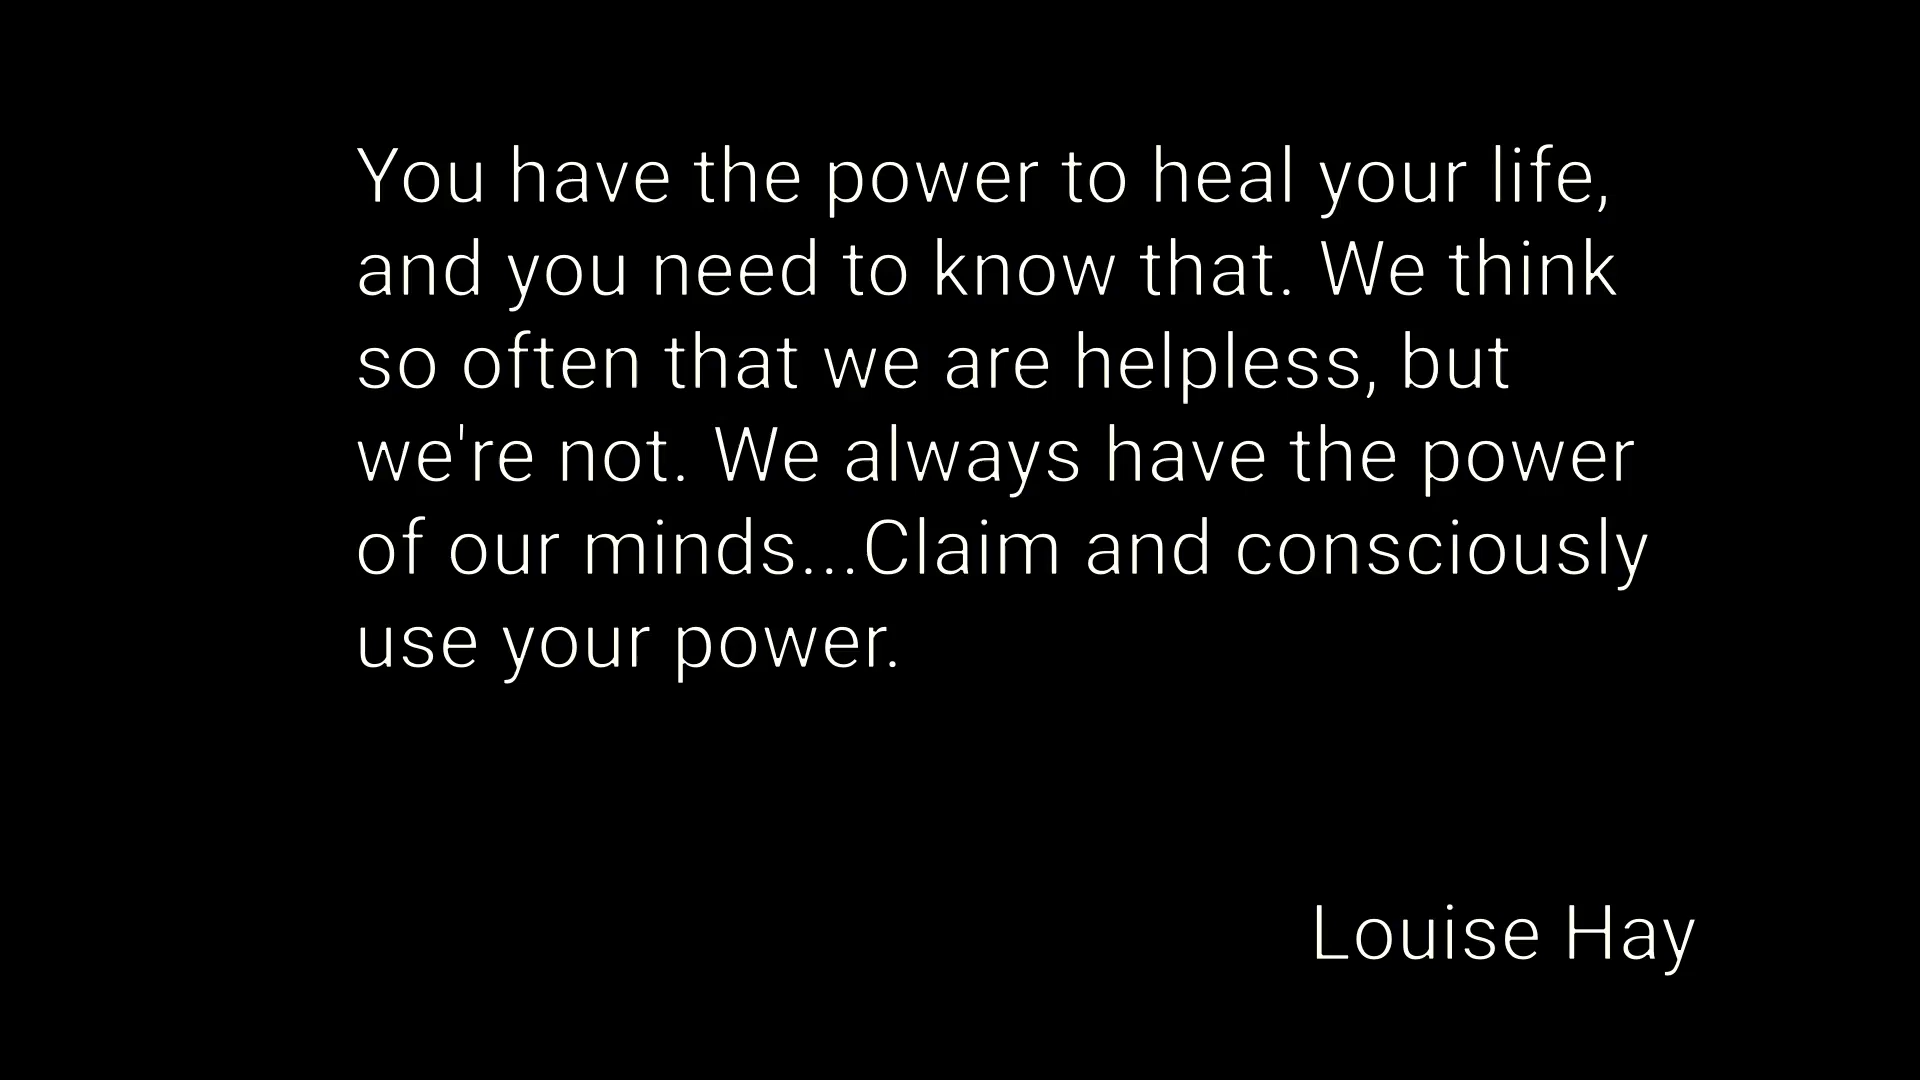 You have the power to heal your life,
and you need to know that. We think
so often that we are helpless, but
we're not. We always have the power
of our minds...Claim and consciously
use your power.
Louise Hay